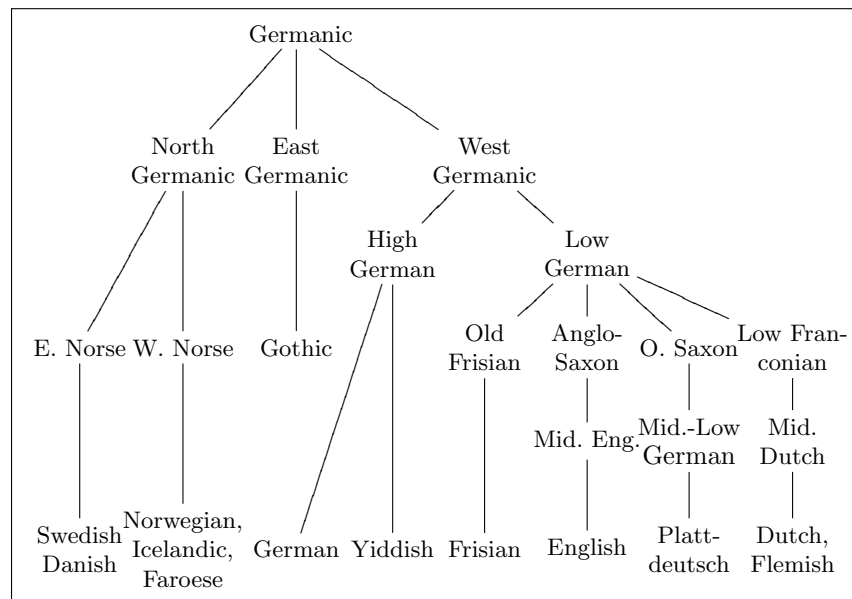 Germanic
North East West
Germanic Germanic Germanic
High Low
German German
Old Anglo- Low Fran-
E. Norse W. Norse Gothic Frisian Saxon O. Saxon conian
Mid. Eng. Mid.-Low Mid.
German Dutch
Swedish Norwegian, German Yiddish Frisian English Platt- Dutch,
Danish Icelandic, deutsch Flemish
Faroese